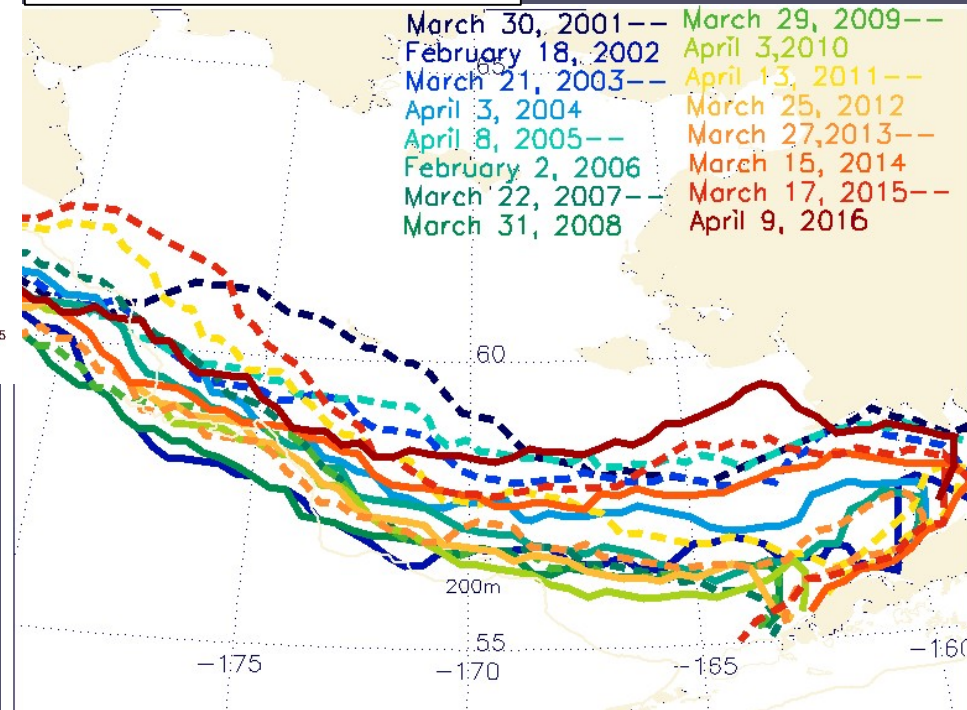 March 30, 2001--
February 18, 2002
March 21, 2003--
April 3, 2004
April 8, 2005--
February 2, 2006
March 22, 2007--
March 31, 2008
March 29, 2009--
April 3,2010
April 13, 2011--
March 25, 2012
March 27,2013--
March 15, 2014
March 17, 2015--
April 9, 2016
65
5
60
200m
55
-175
-170
-165
-160